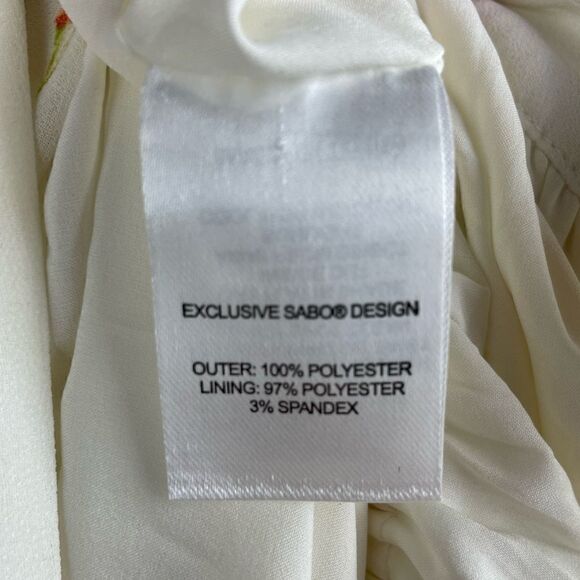 EXCLUSIVE SABO® DESIGN
OUTER: 100% POLYESTER
LINING: 97% POLYESTER
3% SPANDEX